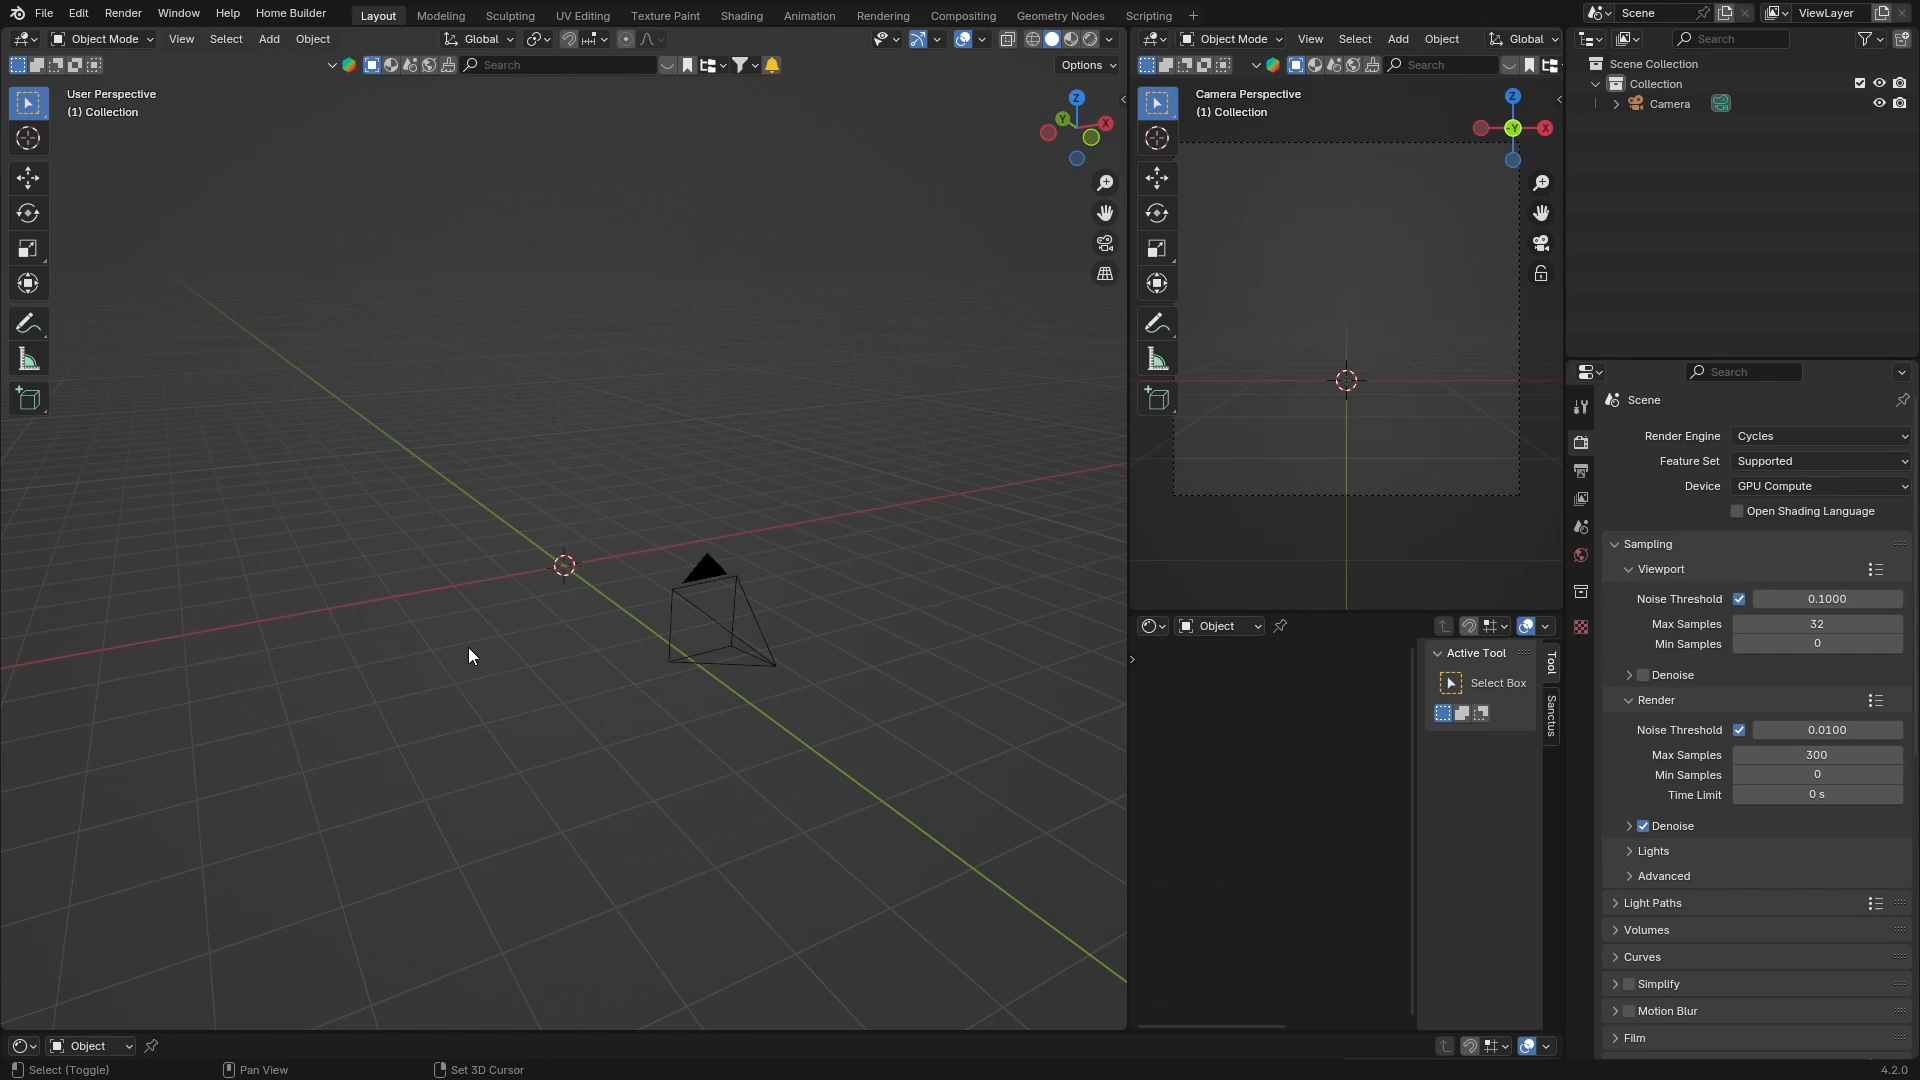 File Edit Render Window Help Home Builder Layout Modeling Sculpting UV Editing Texture Paint Shading Animation Rendering Compositing Geometry Nodes Scripting + Scene ViewLayer
Object Mode View Select Add Object Global
Object Mode View Select Add Object Global
Search
Search Options
Search
User Perspective
(1) Collection
Z
Y
X
Camera Perspective
(1) Collection
Z
-Y
X
Scene Collection
Collection
Camera
Search
Scene
Render Engine Cycles
Feature Set Supported
Device GPU Compute
Open Shading Language
Sampling
Viewport
Noise Threshold 0.1000
Max Samples 32
Min Samples 0
Denoise
Render
Noise Threshold 0.0100
Max Samples 300
Min Samples 0
Time Limit 0 s
Denoise
Lights
Advanced
Light Paths
Volumes
Curves
Simplify
Motion Blur
Film
Object
Active Tool
Select Box
Tool
Sanctus
Object
Select (Toggle) Pan View Set 3D Cursor 4.2.0